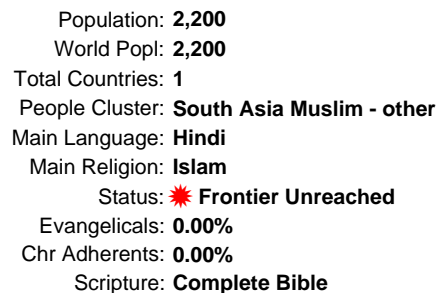 Population: 2,200
World Popl: 2,200
Total Countries: 1
People Cluster: South Asia Muslim - other
Main Language: Hindi
Main Religion: Islam
Status: Frontier Unreached
Evangelicals: 0.00%
Chr Adherents: 0.00%
Scripture: Complete Bible